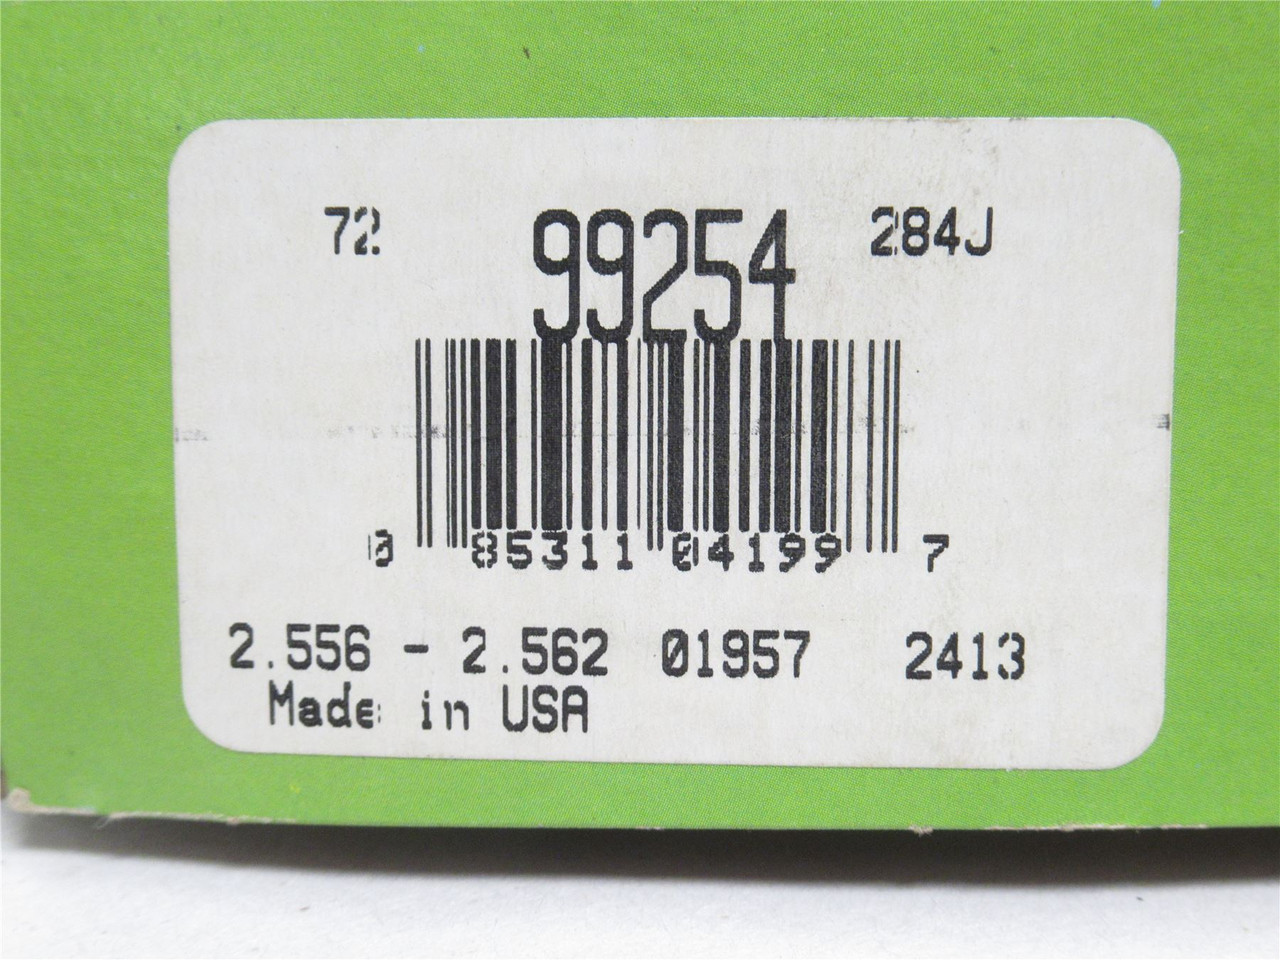 72 99254 284J
0 85311 04199 7
2.556 - 2.562 01957 2413
Made in USA